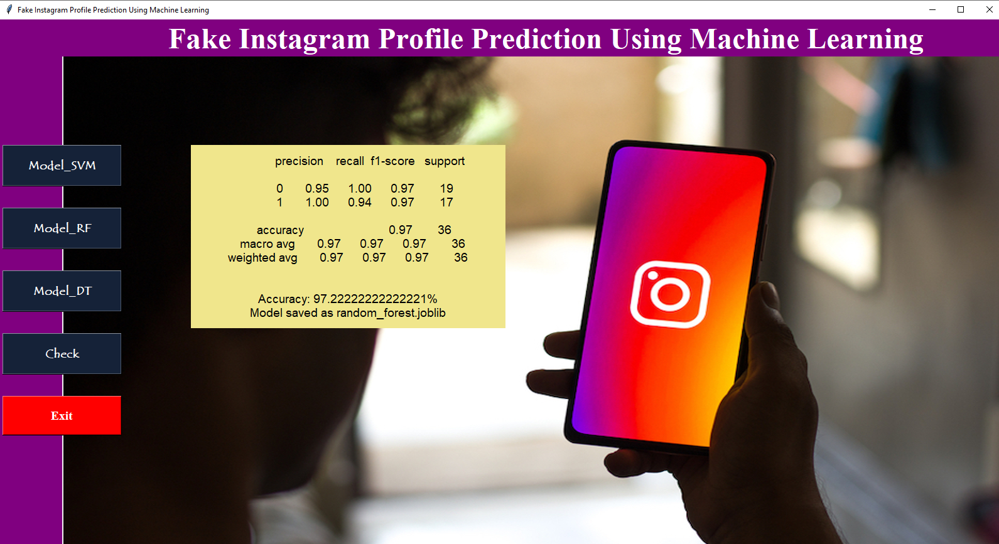 Fake Instagram Profile Prediction Using Machine Learning
Fake Instagram Profile Prediction Using Machine Learning
Model_SVM
Model_RF
Model_DT
Check
Exit
precision recall f1-score support
0 0.95 1.00 0.97 19
1 1.00 0.94 0.97 17
accuracy 0.97 36
macro avg 0.97 0.97 0.97 36
weighted avg 0.97 0.97 0.97 36
Accuracy: 97.22222222222221%
Model saved as random_forest.joblib